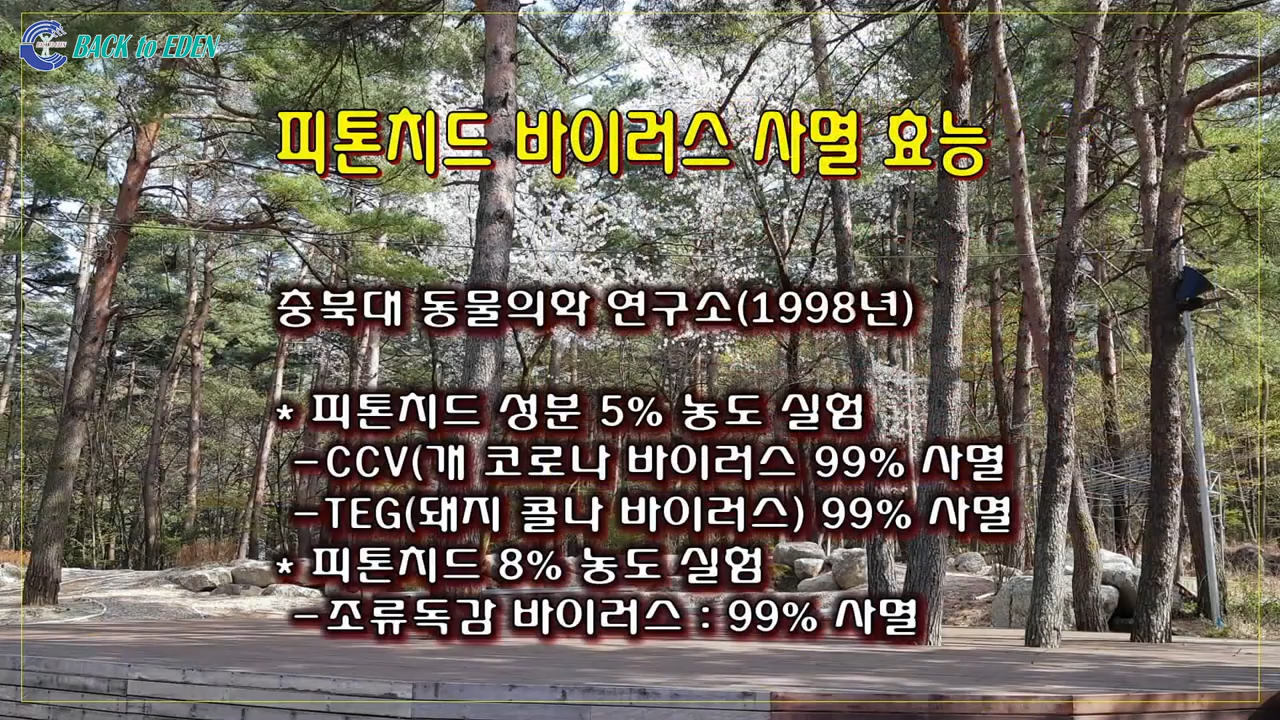 BACK to EDEN
피톤치드 바이러스 사멸 효능
충북대 동물의학 연구소(1998년)
* 피톤치드 성분 5% 농도 실험
-CCV(개 코로나 바이러스 99% 사멸
-TEG(돼지 콜나 바이러스) 99% 사멸
* 피톤치드 8% 농도 실험
-조류독감 바이러스 : 99% 사멸